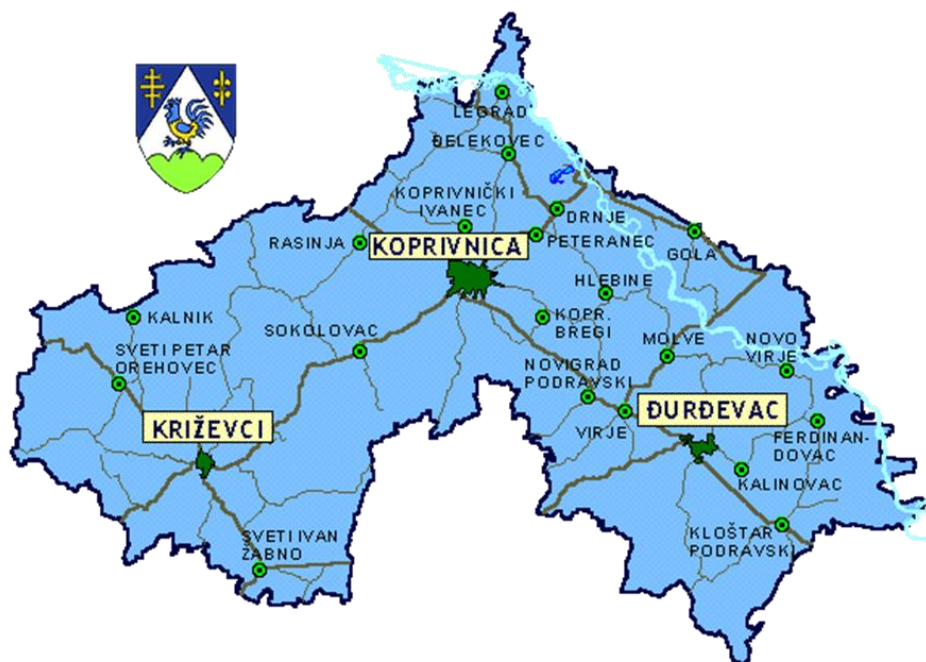 LEGRAD
ĐELEKOVEC
KOPRIVNIČKI
IVANEC
DRNJE
RASINJA
KOPRIVNICA
PETERANEC
GOLA
HLEBINE
KALNIK
SOKOLOVAC
KOPR.
BREGI
MOLVE
NOVO
VIRJE
SVETI PETAR
OREHOVEC
NOVIGRAD
PODRAVSKI
KRIŽEVCI
ĐURĐEVAC
VIRJE
FERDINAN-
DOVAC
KALINOVAC
KLOŠTAR
PODRAVSKI
SVETI IVAN
ŽABNO